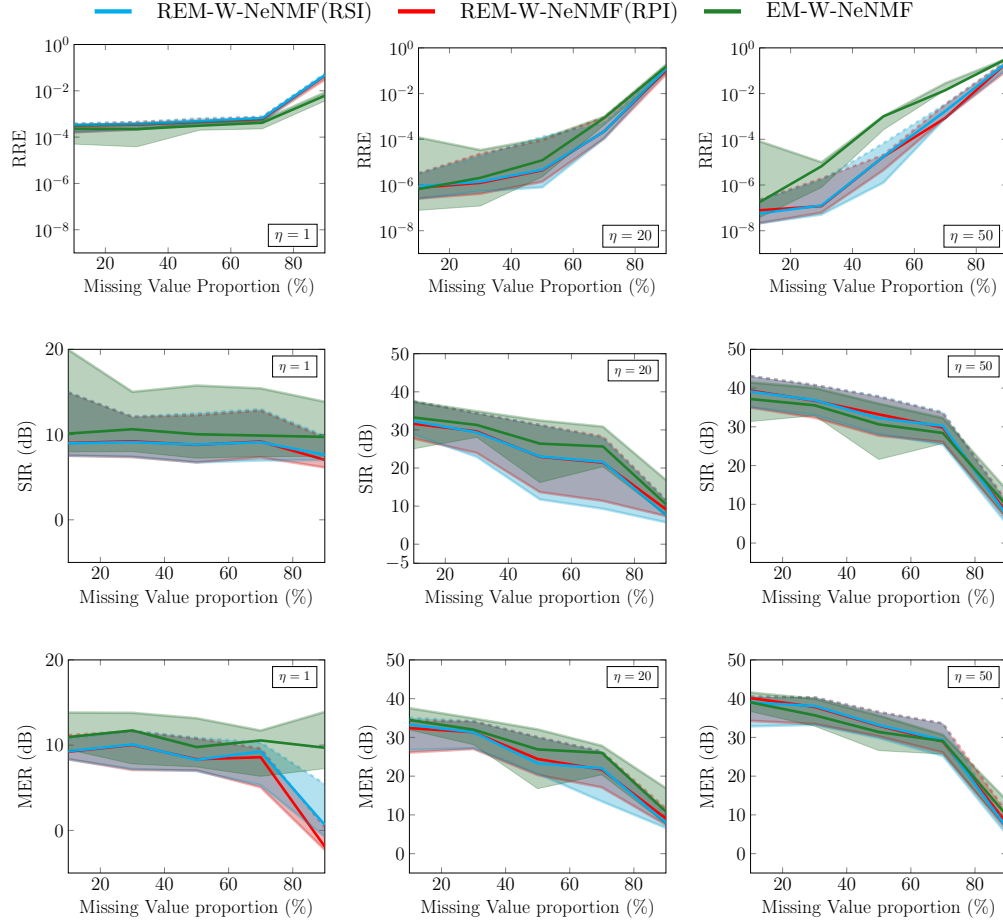 REM-W-NeNMF(RSI) REM-W-NeNMF(RPI) EM-W-NeNMF
10^0 10^0 10^0
10^−2 10^−2 10^−2
10^−4 10^−4 10^−4
10^−6 10^−6 10^−6
10^−8 10^−8 10^−8
RRE RRE RRE
η = 1 η = 20 η = 50
20 40 60 80 20 40 60 80 20 40 60 80
Missing Value Proportion (%) Missing Value Proportion (%) Missing Value Proportion (%)
20 50 50
η = 1 η = 20 η = 50
40 40
10 30 30
20 20
10 10
0 0 0
−5
SIR (dB) SIR (dB) SIR (dB)
20 40 60 80 20 40 60 80 20 40 60 80
Missing Value proportion (%) Missing Value proportion (%) Missing Value proportion (%)
20 50 50
η = 1 η = 20 η = 50
40 40
10 30 30
20 20
10 10
0 0 0
MER (dB) MER (dB) MER (dB)
20 40 60 80 20 40 60 80 20 40 60 80
Missing Value proportion (%) Missing Value proportion (%) Missing Value proportion (%)